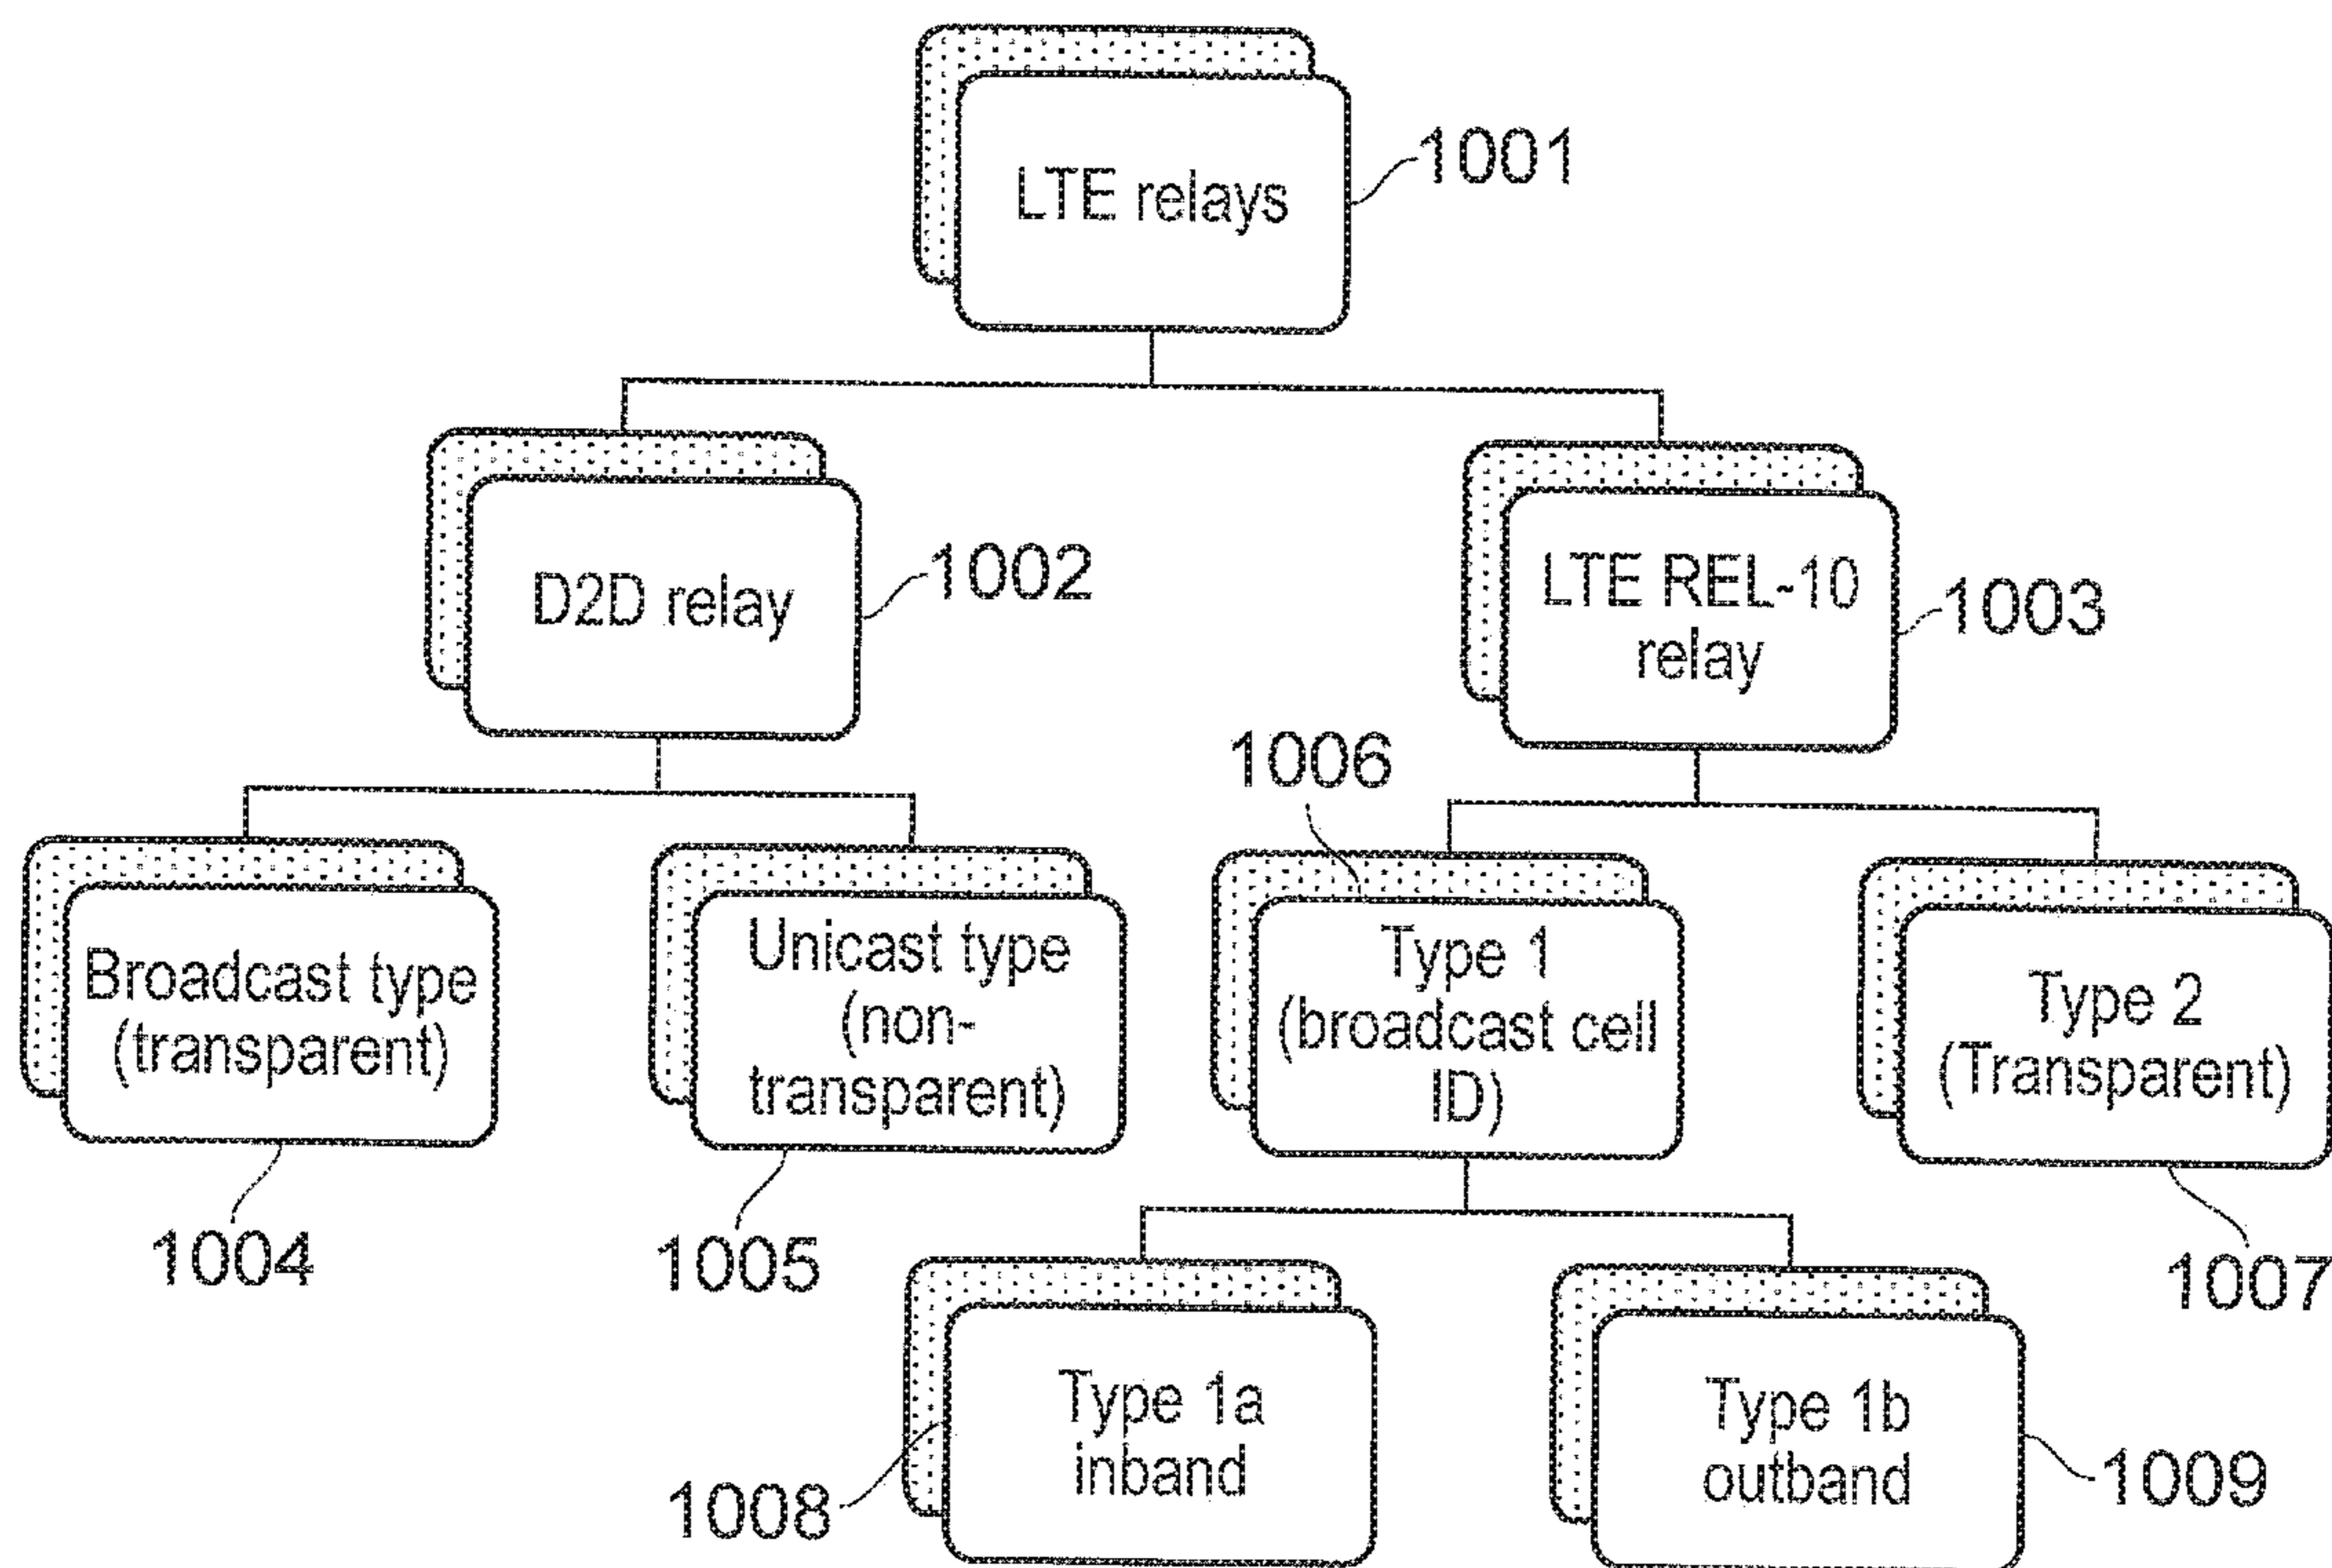 LTE relays
1001
D2D relay
1002
LTE REL-10
relay
1003
1006
Broadcast type
(transparent)
Unicast type
(non-
transparent)
Type 1
(broadcast cell
ID)
Type 2
(Transparent)
1004
1005
1007
Type 1a
inband
Type 1b
outband
1008
1009